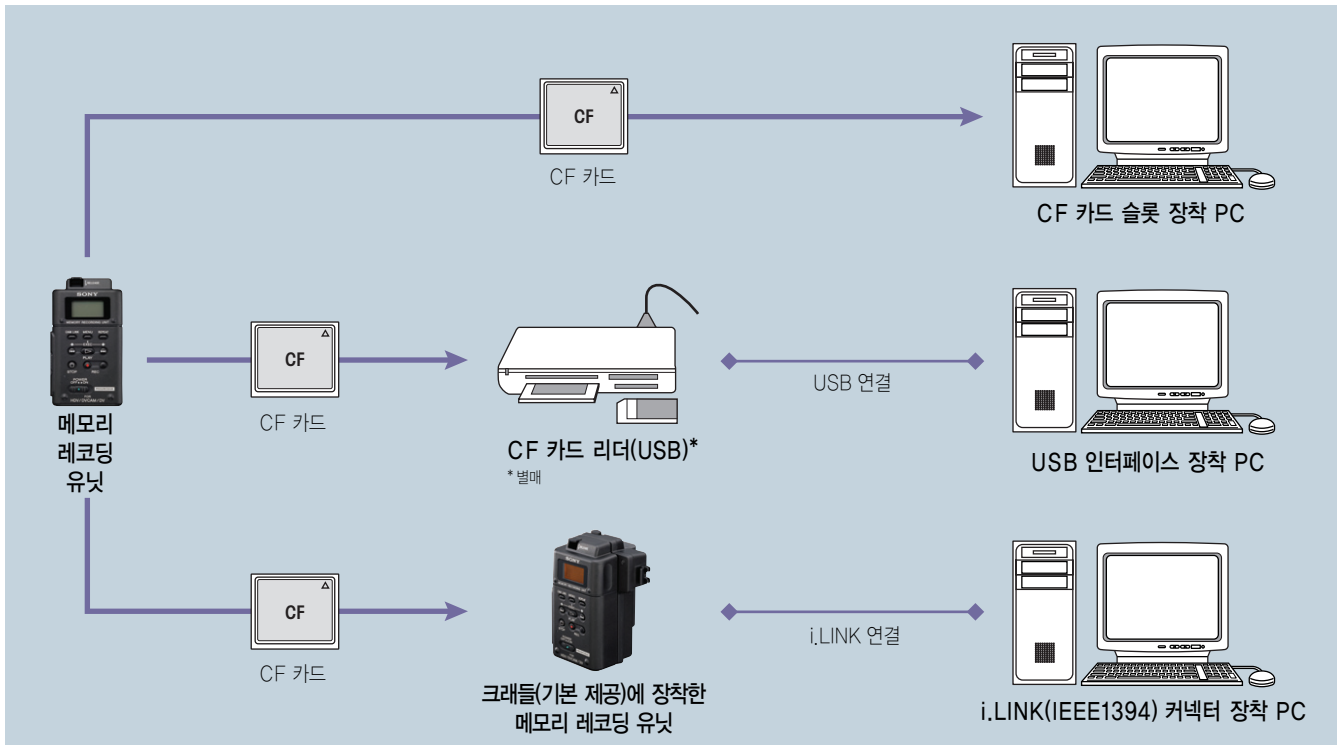 CF
CF 카드
CF 카드 슬롯 장착 PC
SONY
메모리
레코딩
유닛
CF
CF 카드
CF 카드 리더(USB)*
* 별매
USB 연결
USB 인터페이스 장착 PC
CF
CF 카드
SONY
크래들(기본 제공)에 장착한
메모리 레코딩 유닛
i.LINK 연결
i.LINK(IEEE1394) 커넥터 장착 PC